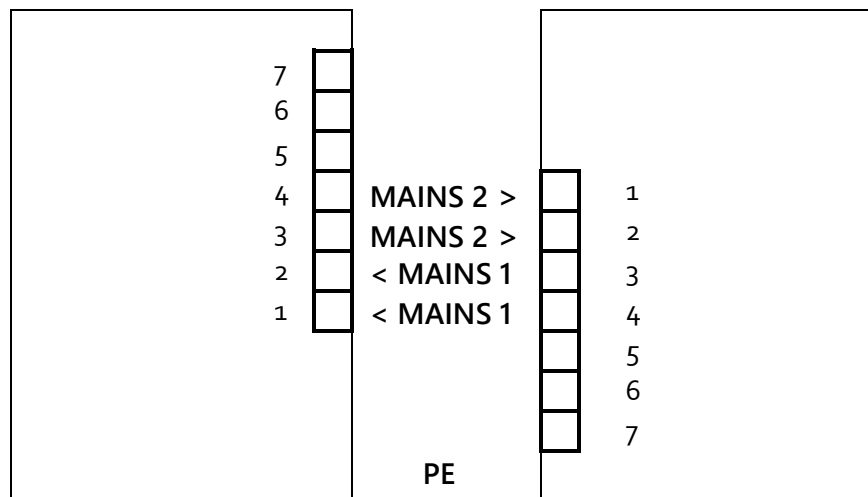 7
6
5
4 MAINS 2 > 1
3 MAINS 2 > 2
2 < MAINS 1 3
1 < MAINS 1 4
5
6
7
PE